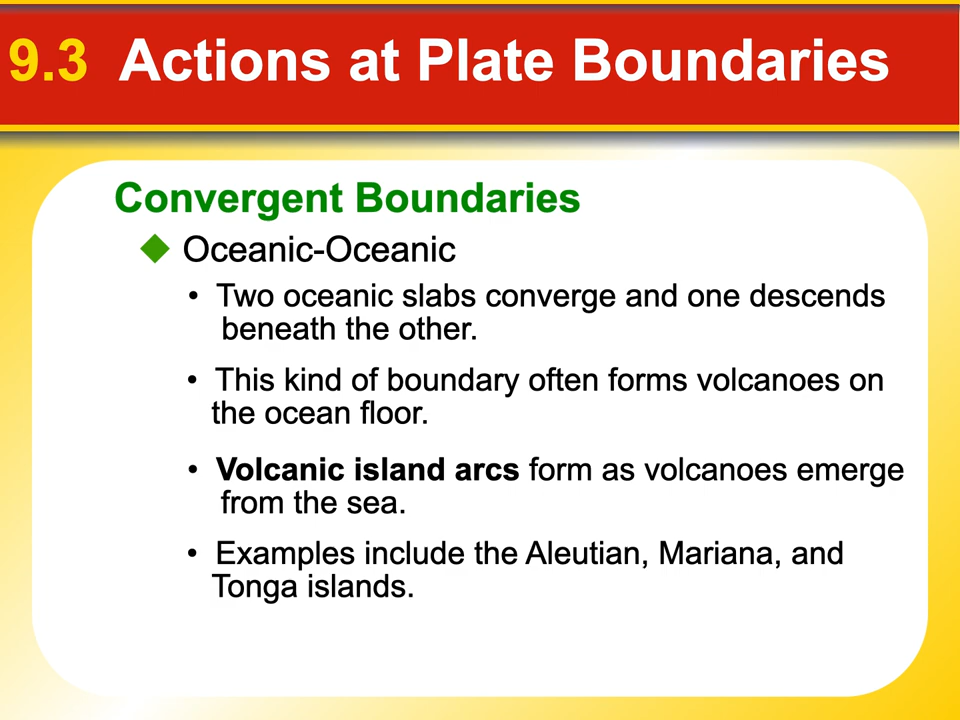 9.3 Actions at Plate Boundaries
Convergent Boundaries
◆ Oceanic-Oceanic
• Two oceanic slabs converge and one descends
beneath the other.
• This kind of boundary often forms volcanoes on
the ocean floor.
• Volcanic island arcs form as volcanoes emerge
from the sea.
• Examples include the Aleutian, Mariana, and
Tonga islands.